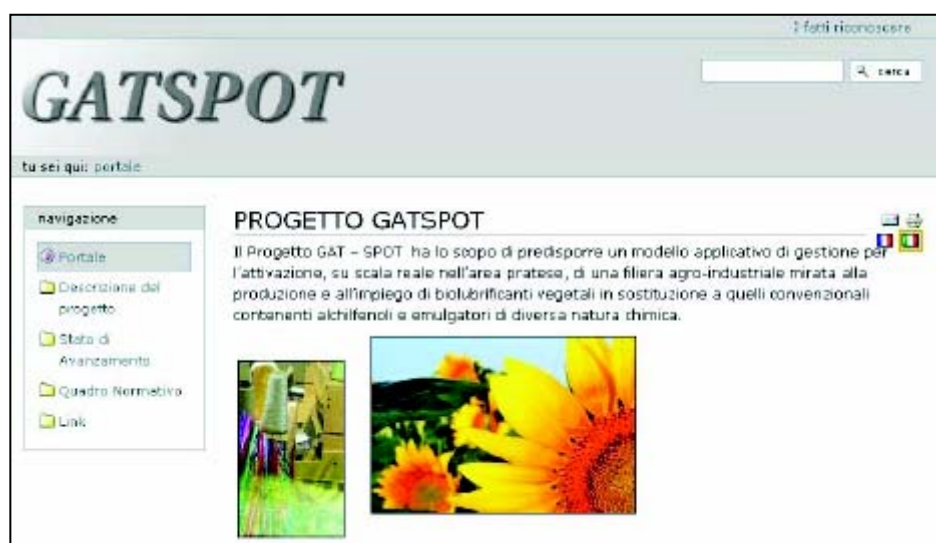 fatti riconoscere
GATSPOT
cerca
tu sei qui: portale
navigazione
Portale
Descrizione del
progetto
Stato di
Avanzamento
Quadro Normativo
Link
PROGETTO GATSPOT
Il Progetto GAT – SPOT ha lo scopo di predisporre un modello applicativo di gestione per
l'attivazione, su scala reale nell'area pratese, di una filiera agro-industriale mirata alla
produzione e all'impiego di biolubrificanti vegetali in sostituzione a quelli convenzionali
contenenti alchilfenoli e emulgatori di diversa natura chimica.